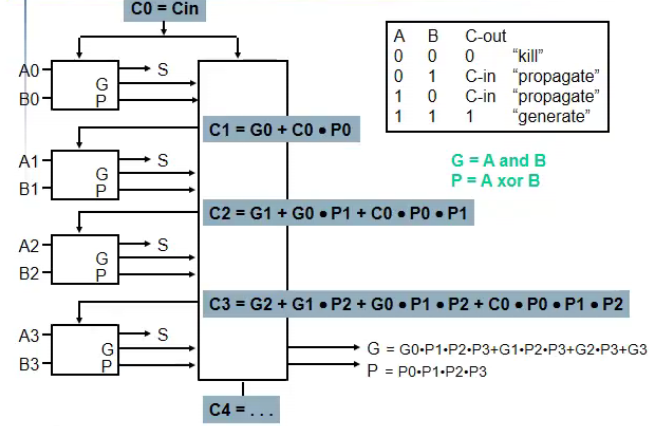 C0 = Cin
A B C-out
0 0 0 “kill”
0 1 C-in “propagate”
1 0 C-in “propagate”
1 1 1 “generate”
G = A and B
P = A xor B
A0
S
G
B0
P
C1 = G0 + C0 • P0
A1
S
G
B1
P
C2 = G1 + G0 • P1 + C0 • P0 • P1
A2
S
G
B2
P
C3 = G2 + G1 • P2 + G0 • P1 • P2 + C0 • P0 • P1 • P2
A3
S
G
B3
P
G = G0•P1•P2•P3+G1•P2•P3+G2•P3+G3
P = P0•P1•P2•P3
C4 = . . .